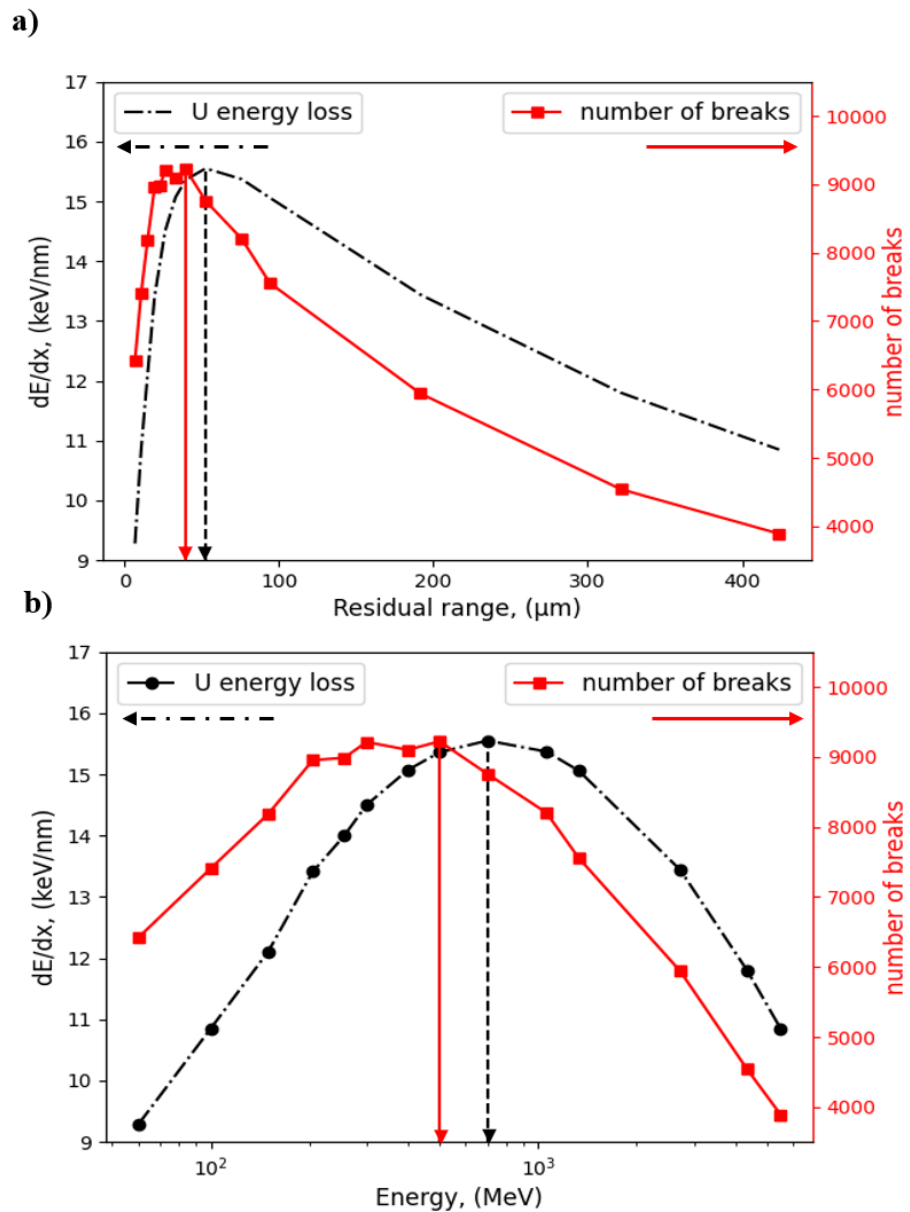 a)
U energy loss
number of breaks
17
16
15
14
13
12
11
10
9
dE/dx, (keV/nm)
10000
9000
8000
7000
6000
5000
4000
number of breaks
0 100 200 300 400
Residual range, (μm)
b)
U energy loss
number of breaks
17
16
15
14
13
12
11
10
9
dE/dx, (keV/nm)
10000
9000
8000
7000
6000
5000
4000
number of breaks
10² 10³
Energy, (MeV)